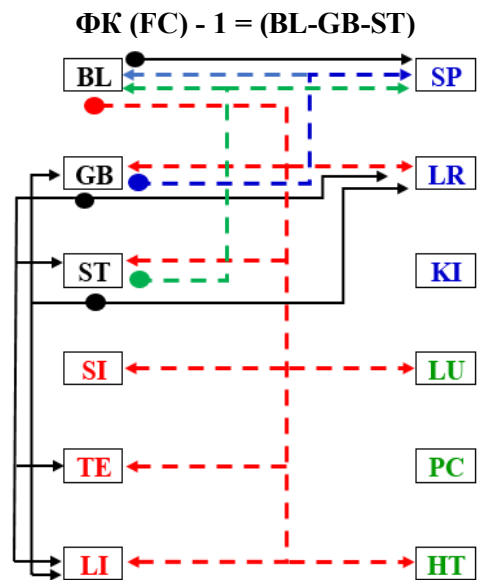 ФК (FC) - 1 = (BL-GB-ST)
BL SP
GB LR
ST KI
SI LU
TE PC
LI HT